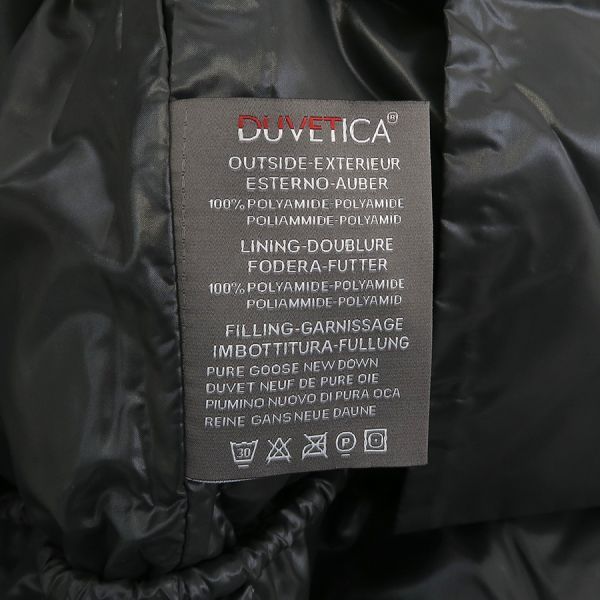 DUVETICA®
OUTSIDE-EXTERIEUR
ESTERNO-AUBER
100% POLYAMIDE-POLYAMIDE
POLIAMMIDE-POLYAMID
LINING-DOUBLURE
FODERA-FUTTER
100% POLYAMIDE-POLYAMIDE
POLIAMMIDE-POLYAMID
FILLING-GARNISSAGE
IMBOTTITURA-FULLUNG
PURE GOOSE NEW DOWN
DUVET NEUF DE PURE OIE
PIUMINO NUOVO DI PURA OCA
REINE GANS NEUE DAUNE
30 P